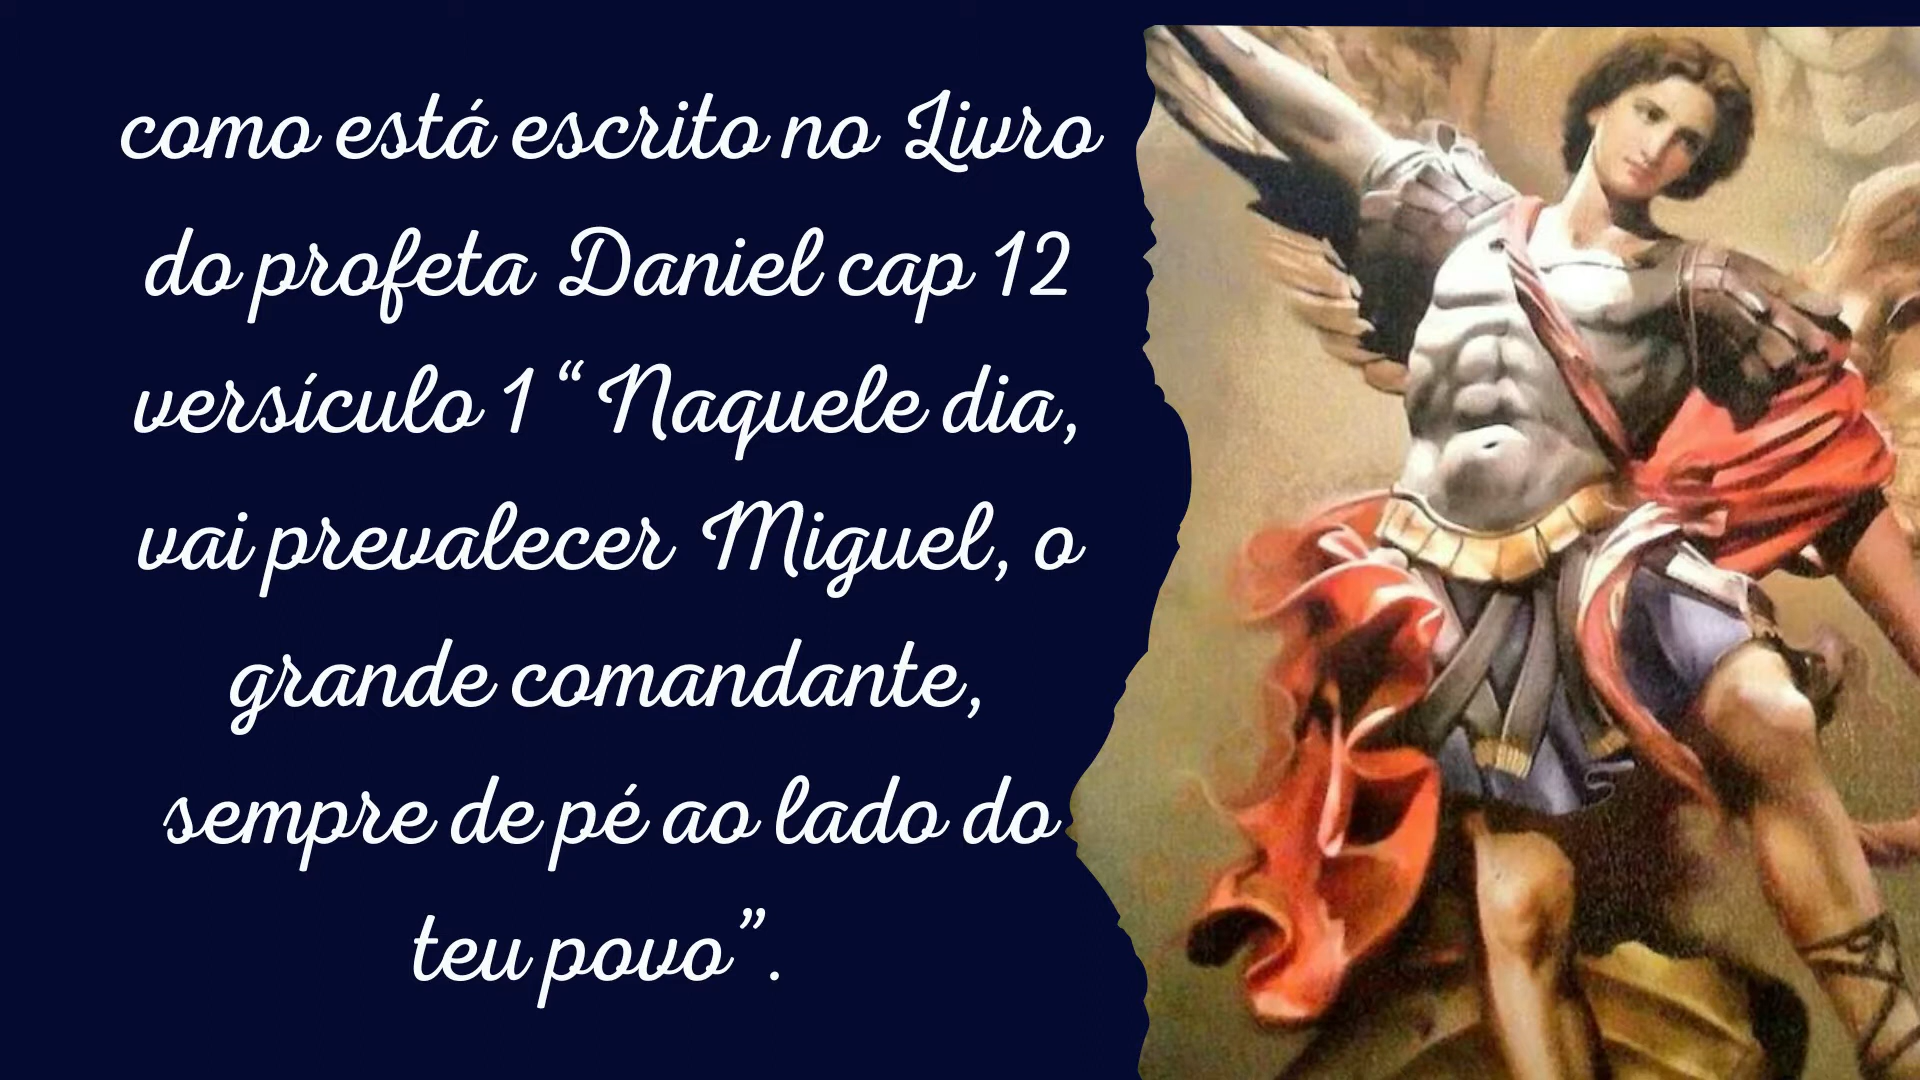 como está escrito no Livro
do profeta Daniel cap 12
versículo 1 “ Naquele dia,
vai prevalecer Miguel, o
grande comandante,
sempre de pé ao lado do
teu povo”.